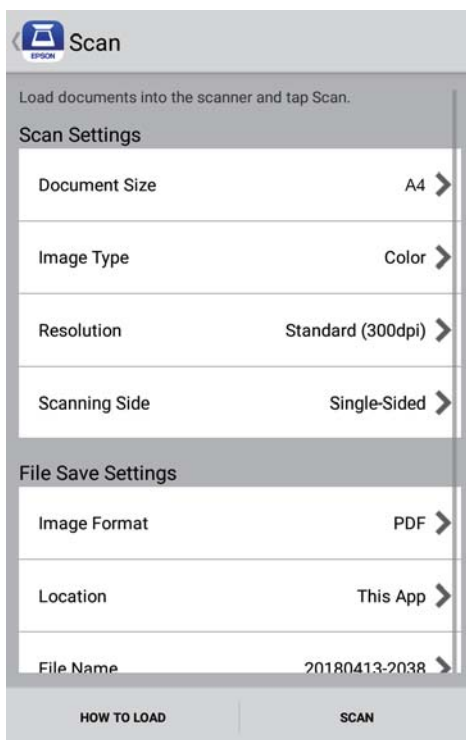 EPSON
Scan
Load documents into the scanner and tap Scan.
Scan Settings
Document Size A4
Image Type Color
Resolution Standard (300dpi)
Scanning Side Single-Sided
File Save Settings
Image Format PDF
Location This App
File Name 20180413-2038
HOW TO LOAD SCAN